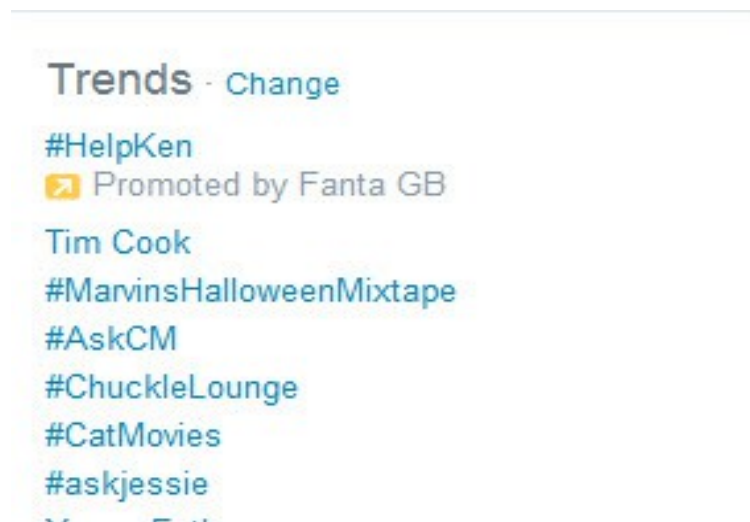 Trends · Change
#HelpKen
Promoted by Fanta GB
Tim Cook
#MarvinsHalloweenMixtape
#AskCM
#ChuckleLounge
#CatMovies
#askjessie